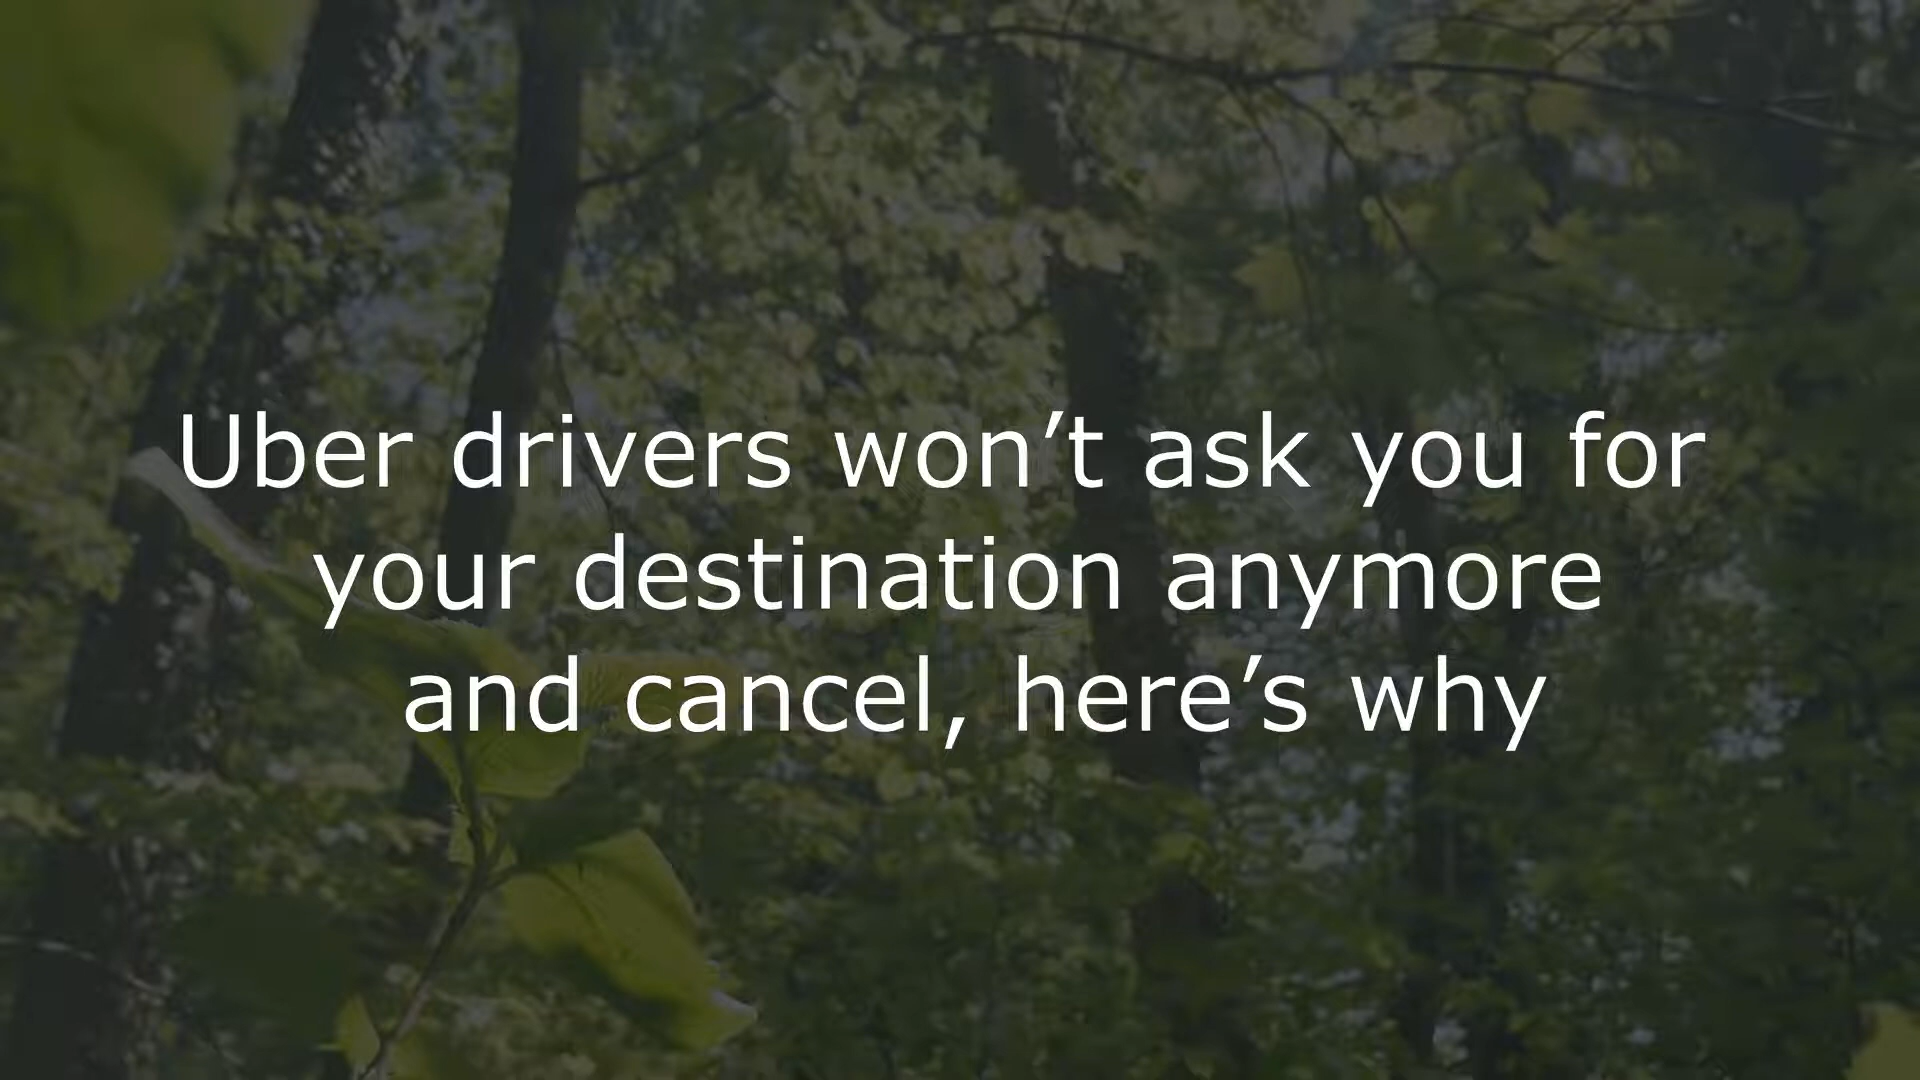 Uber drivers won’t ask you for
your destination anymore
and cancel, here’s why